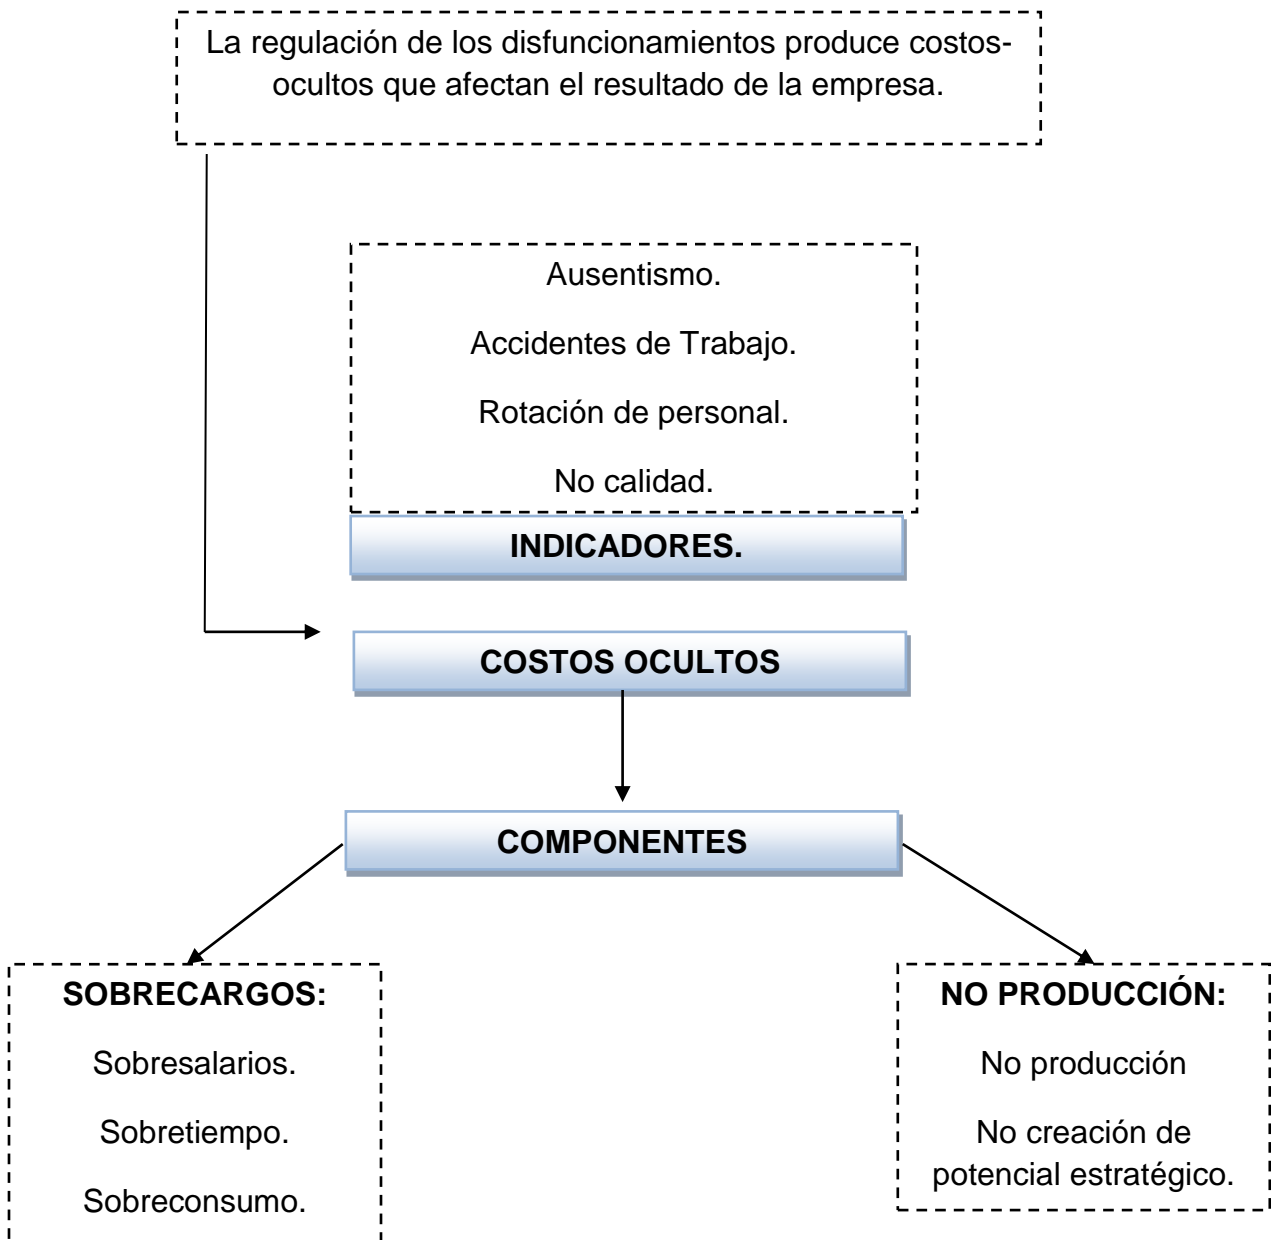 La regulación de los disfuncionamientos produce costos-
ocultos que afectan el resultado de la empresa.
Ausentismo.
Accidentes de Trabajo.
Rotación de personal.
No calidad.
INDICADORES.
COSTOS OCULTOS
COMPONENTES
SOBRECARGOS:
Sobresalarios.
Sobretiempo.
Sobreconsumo.
NO PRODUCCIÓN:
No producción
No creación de
potencial estratégico.